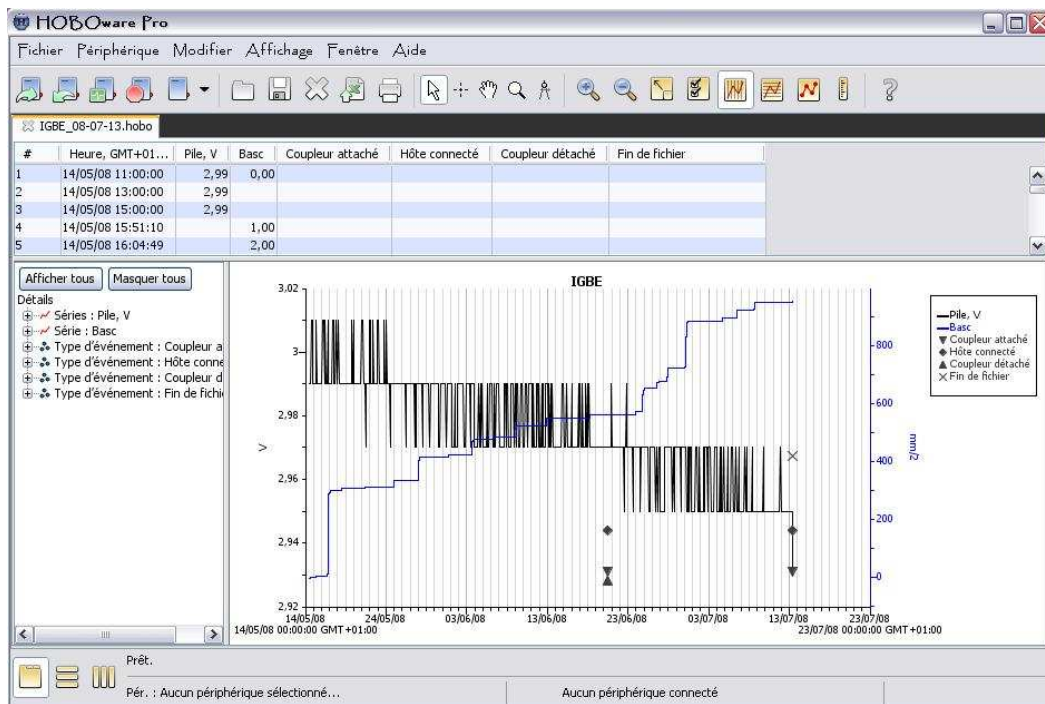 HOBOware Pro
Fichier Périphérique Modifier Affichage Fenêtre Aide
IGBE_08-07-13.hobo
# Heure, GMT+01... Pile, V Basc Coupleur attaché Hôte connecté Coupleur détaché Fin de fichier
1 14/05/08 11:00:00 2,99 0,00
2 14/05/08 13:00:00 2,99
3 14/05/08 15:00:00 2,99
4 14/05/08 15:51:10 1,00
5 14/05/08 16:04:49 2,00
Afficher tous Masquer tous
Détails
Séries : Pile, V
Série : Basc
Type d'événement : Coupleur a
Type d'événement : Hôte conne
Type d'événement : Coupleur d
Type d'événement : Fin de fichi
IGBE
3,02
3
2,98
2,96
2,94
2,92
V
800
600
400
200
0
mm/2
14/05/08 24/05/08 03/06/08 13/06/08 23/06/08 03/07/08 13/07/08 23/07/08
14/05/08 00:00:00 GMT+01:00 23/07/08 00:00:00 GMT+01:00
Pile, V
Basc
Coupleur attaché
Hôte connecté
Coupleur détaché
Fin de fichier
Prêt.
Pér. : Aucun périphérique sélectionné... Aucun périphérique connecté